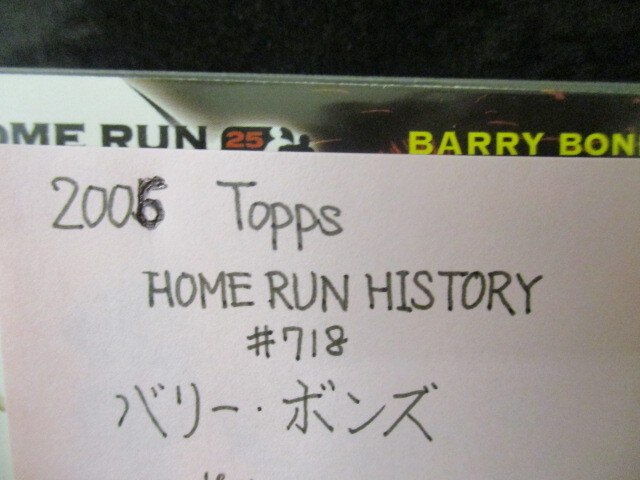 HOME RUN 25 BARRY BON
2006 Topps
HOME RUN HISTORY
#718
バリー・ボンズ